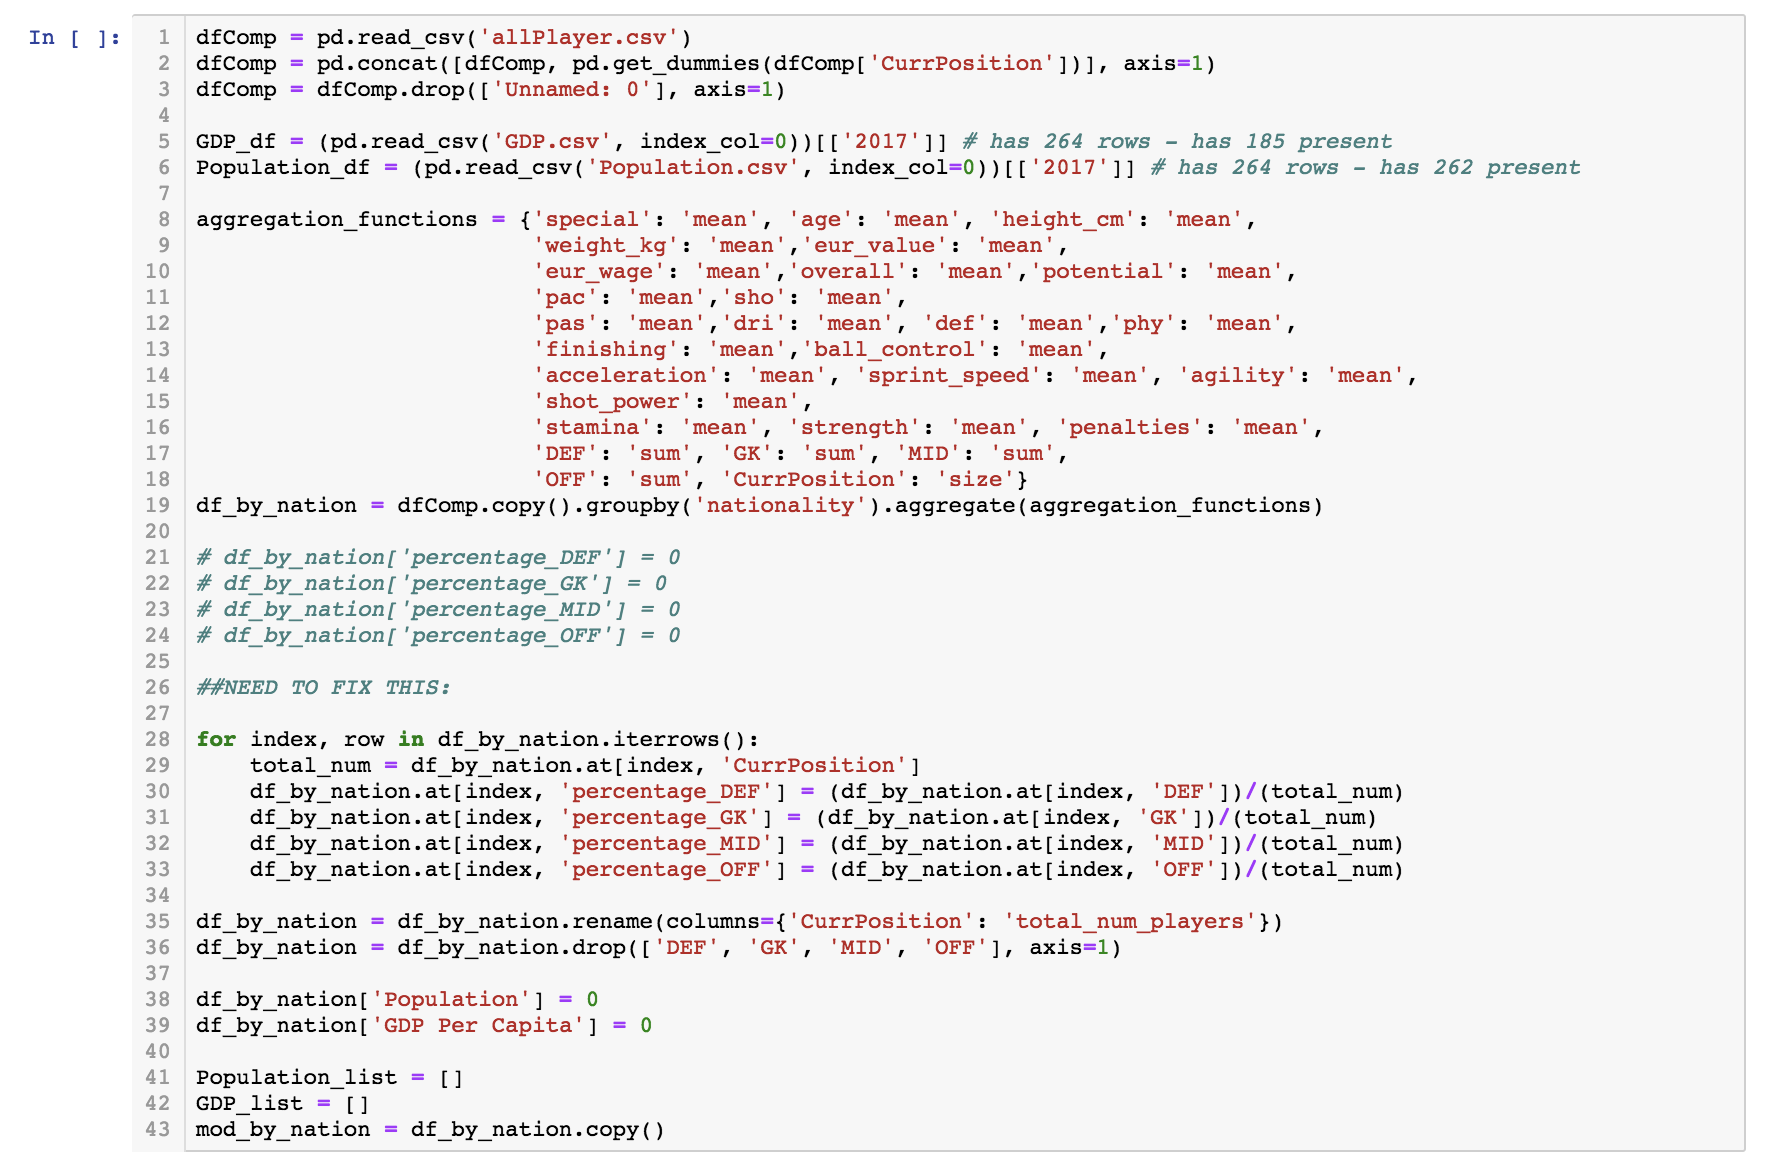 In [ ]:
1 dfComp = pd.read_csv('allPlayer.csv')
2 dfComp = pd.concat([dfComp, pd.get_dummies(dfComp['CurrPosition'])], axis=1)
3 dfComp = dfComp.drop(['Unnamed: 0'], axis=1)
4
5 GDP_df = (pd.read_csv('GDP.csv', index_col=0))[['2017']] # has 264 rows - has 185 present
6 Population_df = (pd.read_csv('Population.csv', index_col=0))[['2017']] # has 264 rows - has 262 present
7
8 aggregation_functions = {'special': 'mean', 'age': 'mean', 'height_cm': 'mean',
9                          'weight_kg': 'mean','eur_value': 'mean',
10                          'eur_wage': 'mean','overall': 'mean','potential': 'mean',
11                          'pac': 'mean','sho': 'mean',
12                          'pas': 'mean','dri': 'mean', 'def': 'mean','phy': 'mean',
13                          'finishing': 'mean','ball_control': 'mean',
14                          'acceleration': 'mean', 'sprint_speed': 'mean', 'agility': 'mean',
15                          'shot_power': 'mean',
16                          'stamina': 'mean', 'strength': 'mean', 'penalties': 'mean',
17                          'DEF': 'sum', 'GK': 'sum', 'MID': 'sum',
18                          'OFF': 'sum', 'CurrPosition': 'size'}
19 df_by_nation = dfComp.copy().groupby('nationality').aggregate(aggregation_functions)
20
21 # df_by_nation['percentage_DEF'] = 0
22 # df_by_nation['percentage_GK'] = 0
23 # df_by_nation['percentage_MID'] = 0
24 # df_by_nation['percentage_OFF'] = 0
25
26 ##NEED TO FIX THIS:
27
28 for index, row in df_by_nation.iterrows():
29     total_num = df_by_nation.at[index, 'CurrPosition']
30     df_by_nation.at[index, 'percentage_DEF'] = (df_by_nation.at[index, 'DEF'])/(total_num)
31     df_by_nation.at[index, 'percentage_GK'] = (df_by_nation.at[index, 'GK'])/(total_num)
32     df_by_nation.at[index, 'percentage_MID'] = (df_by_nation.at[index, 'MID'])/(total_num)
33     df_by_nation.at[index, 'percentage_OFF'] = (df_by_nation.at[index, 'OFF'])/(total_num)
34
35 df_by_nation = df_by_nation.rename(columns={'CurrPosition': 'total_num_players'})
36 df_by_nation = df_by_nation.drop(['DEF', 'GK', 'MID', 'OFF'], axis=1)
37
38 df_by_nation['Population'] = 0
39 df_by_nation['GDP Per Capita'] = 0
40
41 Population_list = []
42 GDP_list = []
43 mod_by_nation = df_by_nation.copy()